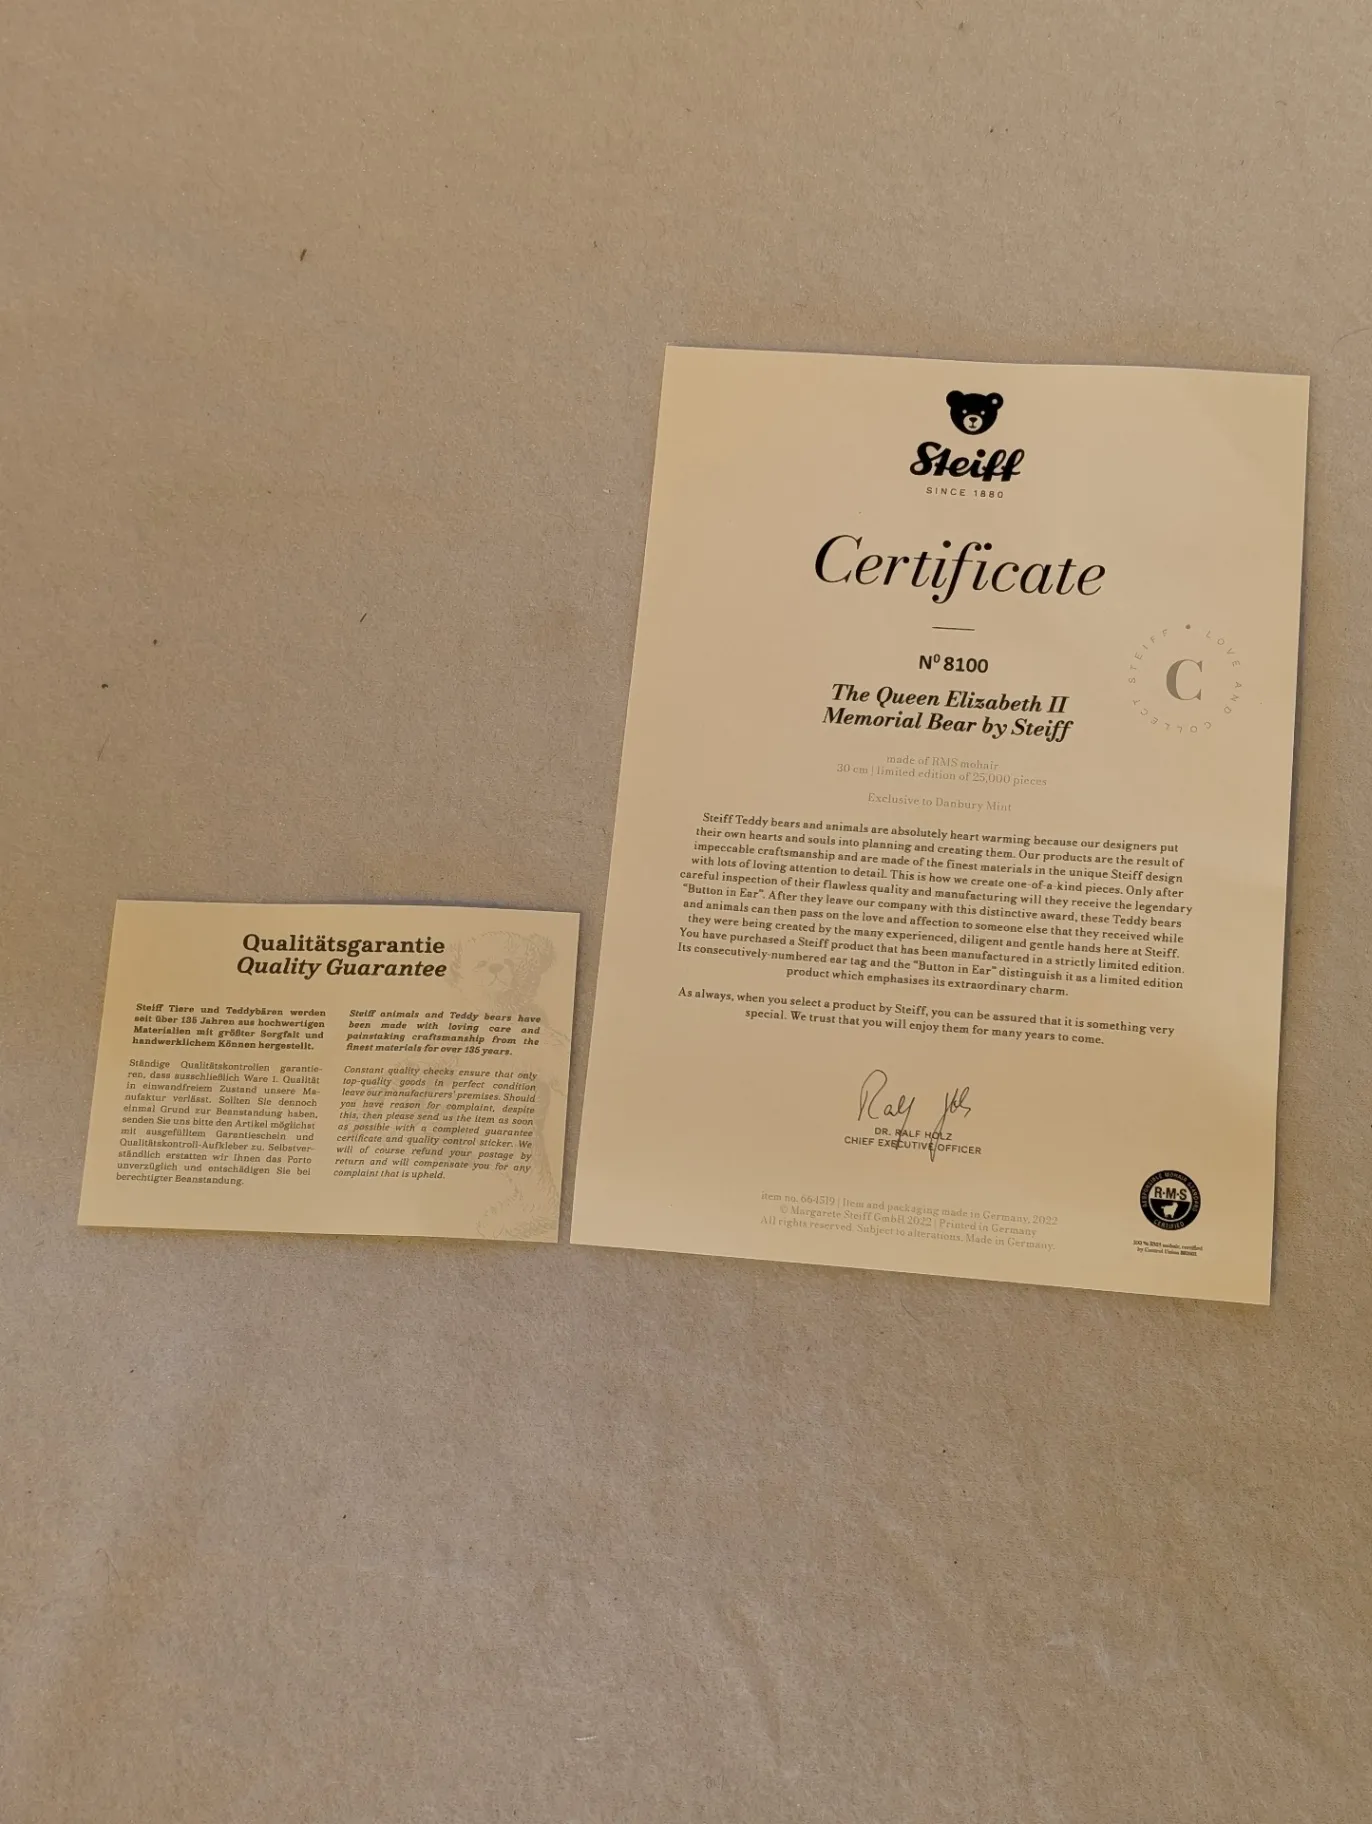 Steiff
SINCE 1880
Certificate
Nº 8100
The Queen Elizabeth II
Memorial Bear by Steiff
made of RMS mohair
30 cm | limited edition of 25,000 pieces
Exclusive to Danbury Mint
Steiff Teddy bears and animals are absolutely heart warming because our designers put
their own hearts and souls into planning and creating them. Our products are the result of
impeccable craftsmanship and are made of the finest materials in the unique Steiff design
with lots of loving attention to detail. This is how we create one-of-a-kind pieces. Only after
careful inspection of their flawless quality and manufacturing will they receive the legendary
"Button in Ear". After they leave our company with this distinctive award, these Teddy bears
and animals can then pass on the love and affection to someone else that they received while
they were being created by the many experienced, diligent and gentle hands here at Steiff.
You have purchased a Steiff product that has been manufactured in a strictly limited edition.
Its consecutively-numbered ear tag and the "Button in Ear" distinguish it as a limited edition
product which emphasises its extraordinary charm.
As always, when you select a product by Steiff, you can be assured that it is something very
special. We trust that you will enjoy them for many years to come.
DR. RALF HOLZ
CHIEF EXECUTIVE OFFICER
item no. 664519 | Item and packaging made in Germany, 2022
© Margarete Steiff GmbH 2022 | Printed in Germany
All rights reserved. Subject to alterations. Made in Germany.
STEIFF • LOVE AND COLLECT
C
RESPONSIBLE MOHAIR STANDARD
R·M·S
CERTIFIED
100 % RMS mohair, certified
by Control Union
Qualitätsgarantie
Quality Guarantee
Steiff Tiere und Teddybären werden
seit über 135 Jahren aus hochwertigen
Materialien mit größter Sorgfalt und
handwerklichem Können hergestellt.
Ständige Qualitätskontrollen garantie-
ren, dass ausschließlich Ware 1. Qualität
in einwandfreiem Zustand unsere Ma-
nufaktur verlässt. Sollten Sie dennoch
einmal Grund zur Beanstandung haben,
senden Sie uns bitte den Artikel möglichst
mit ausgefülltem Garantieschein und
Qualitätskontroll-Aufkleber zu. Selbstver-
ständlich erstatten wir Ihnen das Porto
unverzüglich und entschädigen Sie bei
berechtigter Beanstandung.
Steiff animals and Teddy bears have
been made with loving care and
painstaking craftsmanship from the
finest materials for over 135 years.
Constant quality checks ensure that only
top-quality goods in perfect condition
leave our manufacturers' premises. Should
you have reason for complaint, despite
this, then please send us the item as soon
as possible with a completed guarantee
certificate and quality control sticker. We
will of course refund your postage by
return and will compensate you for any
complaint that is upheld.